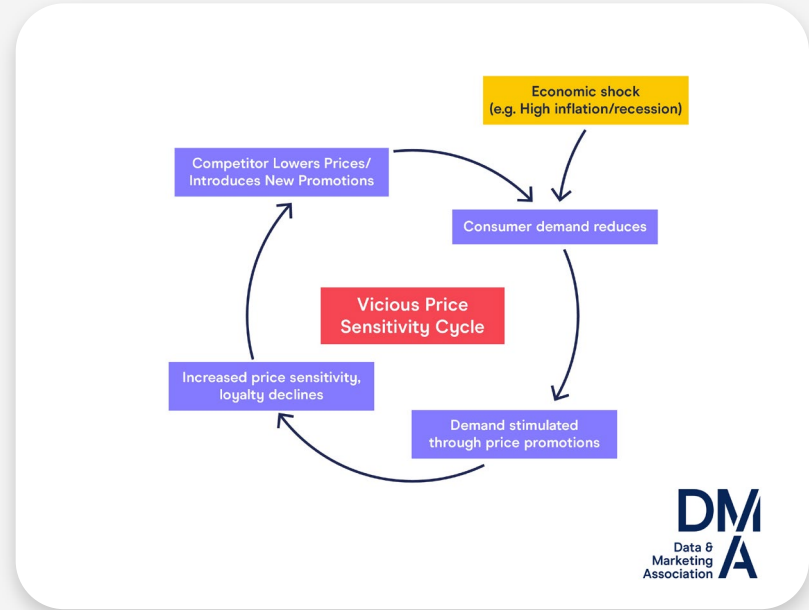 Economic shock
(e.g. High inflation/recession)
Competitor Lowers Prices/
Introduces New Promotions
Consumer demand reduces
Vicious Price
Sensitivity Cycle
Increased price sensitivity,
loyalty declines
Demand stimulated
through price promotions
DMA
Data &
Marketing
Association